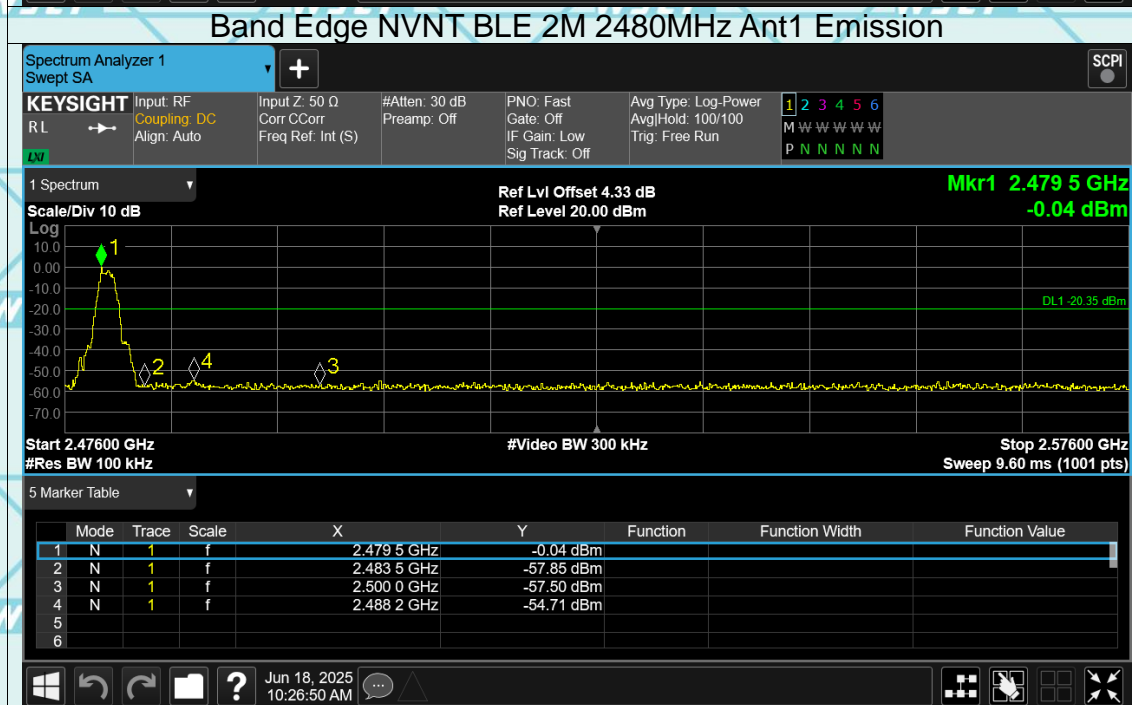 Band Edge NVNT BLE 2M 2480MHz Ant1 Emission
Spectrum Analyzer 1
Swept SA
+
SCPI
KEYSIGHT
RL
LXI
Input: RF
Coupling: DC
Align: Auto
Input Z: 50 Ω
Corr CCorr
Freq Ref: Int (S)
#Atten: 30 dB
Preamp: Off
PNO: Fast
Gate: Off
IF Gain: Low
Sig Track: Off
Avg Type: Log-Power
Avg|Hold: 100/100
Trig: Free Run
1 2 3 4 5 6
M W W W W W
P N N N N N
1 Spectrum
Scale/Div 10 dB
Ref Lvl Offset 4.33 dB
Ref Level 20.00 dBm
Mkr1 2.479 5 GHz
-0.04 dBm
Log
10.0
0.00
-10.0
-20.0
-30.0
-40.0
-50.0
-60.0
-70.0
1
2
4
3
DL1 -20.35 dBm
Start 2.47600 GHz
#Video BW 300 kHz
Stop 2.57600 GHz
#Res BW 100 kHz
Sweep 9.60 ms (1001 pts)
5 Marker Table
Mode Trace Scale X Y Function Function Width Function Value
1 N 1 f 2.479 5 GHz -0.04 dBm
2 N 1 f 2.483 5 GHz -57.85 dBm
3 N 1 f 2.500 0 GHz -57.50 dBm
4 N 1 f 2.488 2 GHz -54.71 dBm
5
6
?
Jun 18, 2025
10:26:50 AM